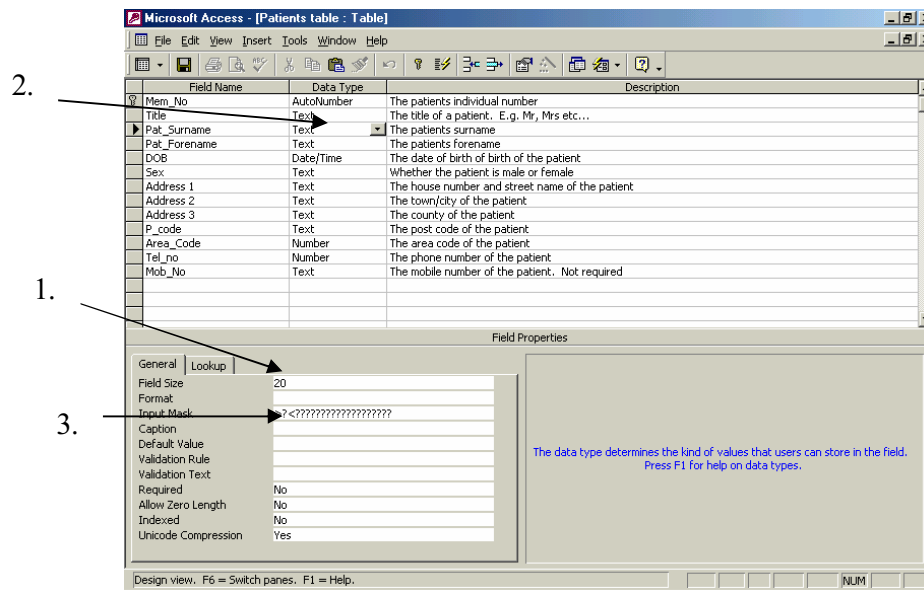 Microsoft Access - [Patients table : Table]
File Edit View Insert Tools Window Help
Field Name Data Type Description
2.
Mem_No AutoNumber The patients individual number
Title Text The title of a patient. E.g. Mr, Mrs etc...
Pat_Surname Text The patients surname
Pat_Forename Text The patients forename
DOB Date/Time The date of birth of birth of the patient
Sex Text Whether the patient is male or female
Address 1 Text The house number and street name of the patient
Address 2 Text The town/city of the patient
Address 3 Text The county of the patient
P_code Text The post code of the patient
Area_Code Number The area code of the patient
Tel_no Number The phone number of the patient
Mob_No Text The mobile number of the patient. Not required
1.
Field Properties
General Lookup
Field Size 20
Format
3.
Input Mask >?<???????????????????
Caption
Default Value
Validation Rule
Validation Text
Required No
Allow Zero Length No
Indexed No
Unicode Compression Yes
The data type determines the kind of values that users can store in the field.
Press F1 for help on data types.
Design view. F6 = Switch panes. F1 = Help. NUM